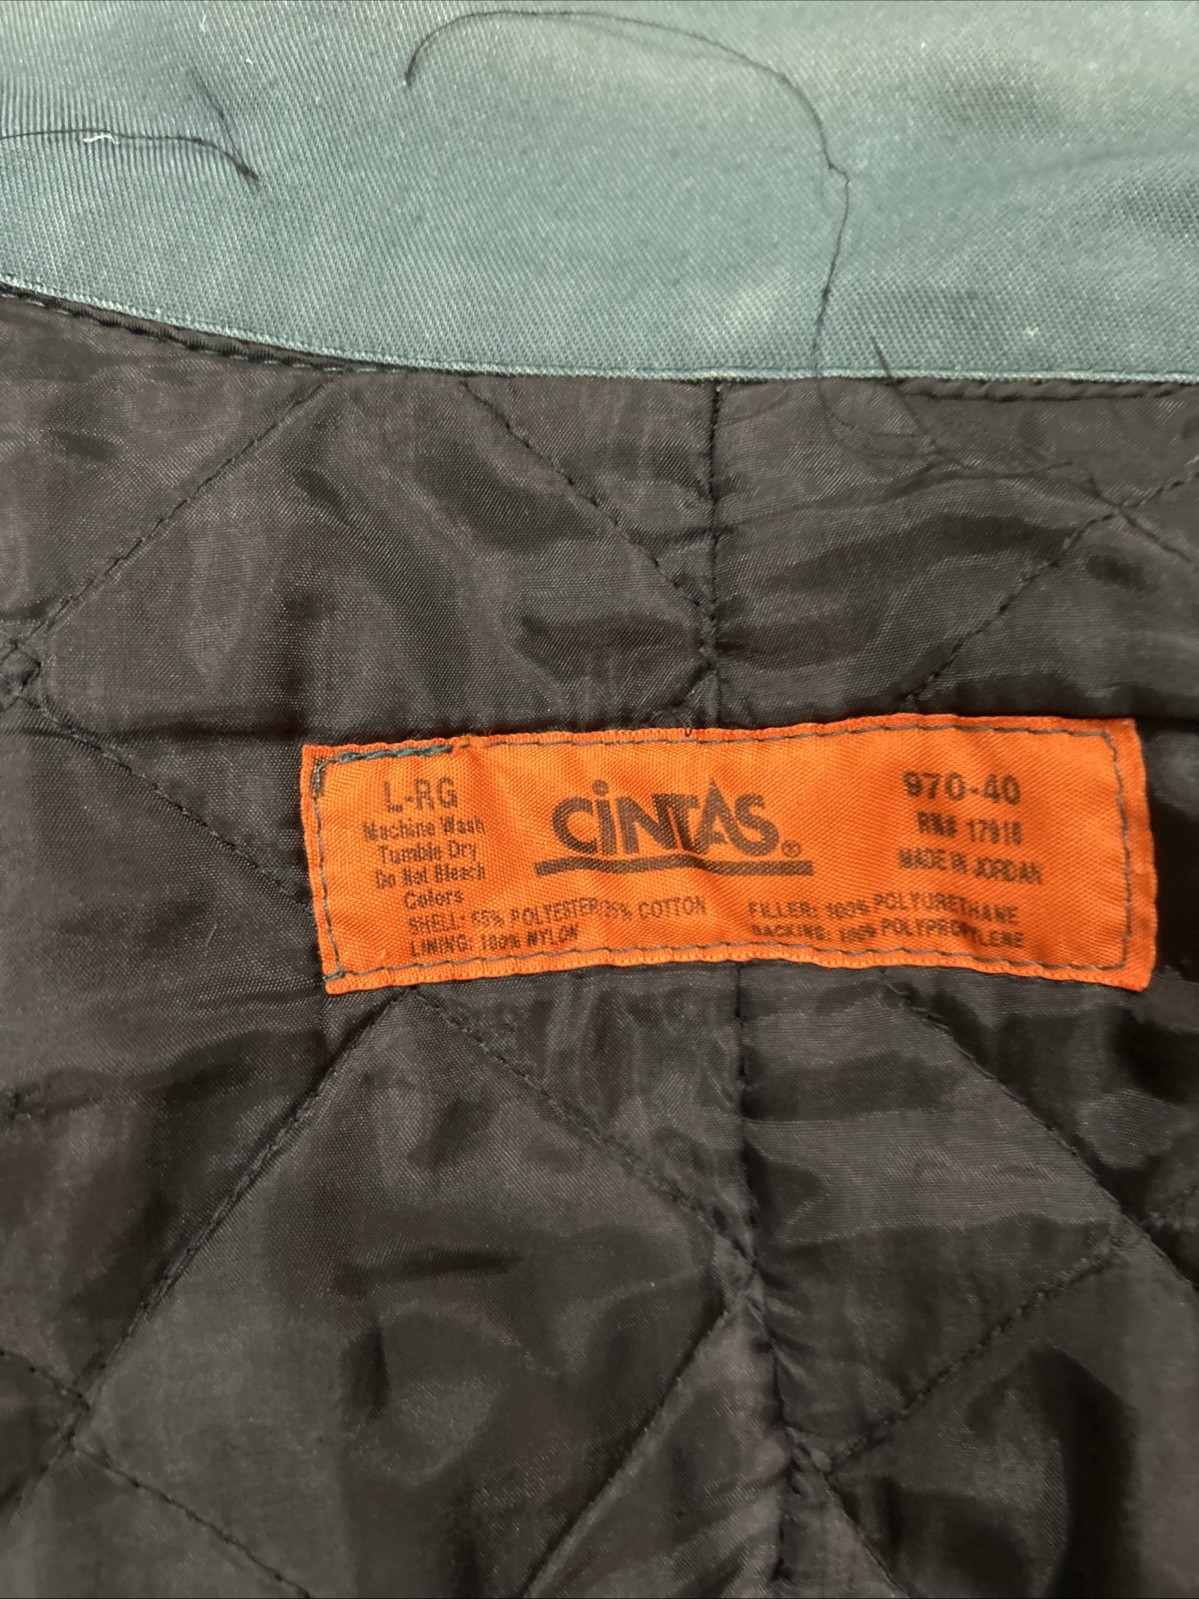 L-RG
Machine Wash
Tumble Dry
Do Not Bleach
Colors
CiNTAS®
970-40
RN# 17918
MADE IN JORDAN
SHELL: 65% POLYESTER/35% COTTON
LINING: 100% NYLON
FILLER: 100% POLYURETHANE
BACKING: 100% POLYPROPYLENE